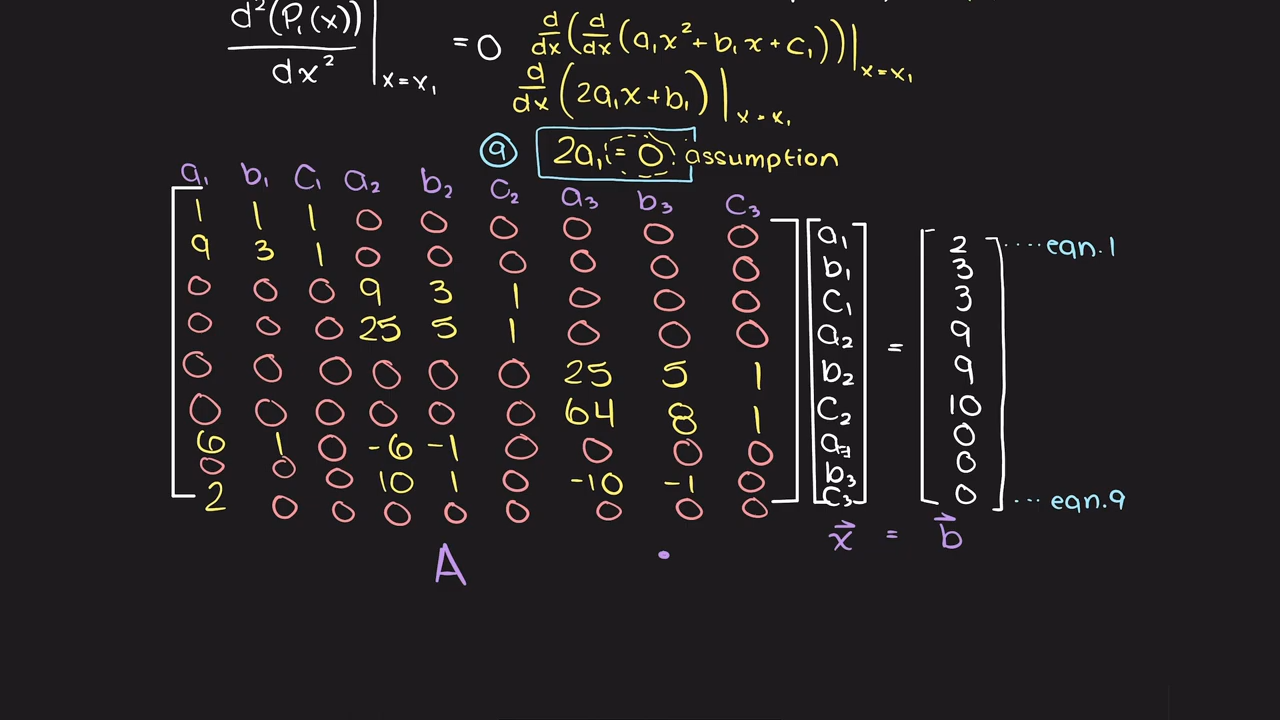 d²(P₁(x))/dx² |ₓ₌ₓ₁ = 0 d/dx(d/dx(a₁x²+b₁x+c₁))|ₓ₌ₓ₁
d/dx(2a₁x+b₁)|ₓ₌ₓ₁
9 2a₁ = 0 : assumption
a₁ b₁ c₁ a₂ b₂ c₂ a₃ b₃ c₃
1 1 1 0 0 0 0 0 0 a₁ 2 ....eqn.1
9 3 1 0 0 0 0 0 0 b₁ 3
0 0 0 9 3 1 0 0 0 c₁ 3
0 0 0 25 5 1 0 0 0 a₂ = 9
0 0 0 0 0 0 25 5 1 b₂ 9
0 0 0 0 0 0 64 8 1 c₂ 10
6 1 0 -6 -1 0 0 0 0 a₃ 0
0 0 0 10 1 0 -10 -1 0 b₃ 0
2 0 0 0 0 0 0 0 0 c₃ 0 ... eqn.9
A · x⃗ = b⃗